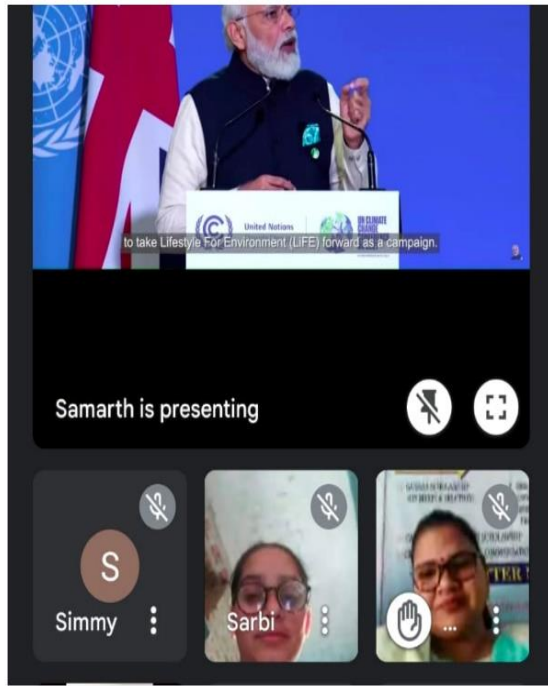 United Nations
UN CLIMATE
CHANGE
CONFERENCE
to take Lifestyle For Environment (LiFE) forward as a campaign.
Samarth is presenting
S
Simmy
Sarbi
...